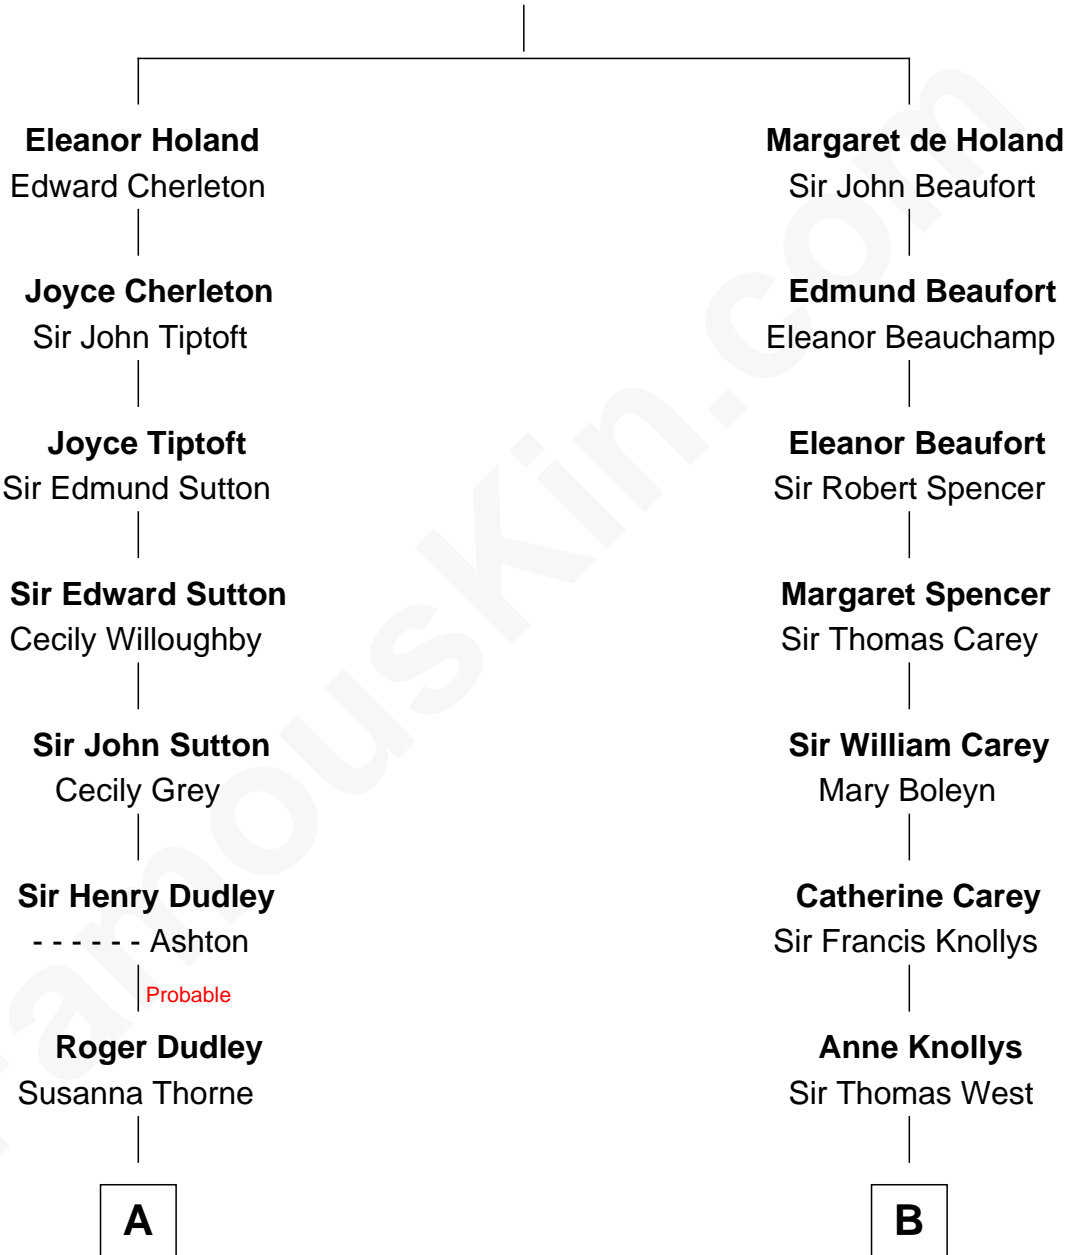 Eleanor Holand
Edward Cherleton
Joyce Cherleton
Sir John Tiptoft
Joyce Tiptoft
Sir Edmund Sutton
Sir Edward Sutton
Cecily Willoughby
Sir John Sutton
Cecily Grey
Sir Henry Dudley
- - - - - - Ashton
Probable
Roger Dudley
Susanna Thorne
A
Margaret de Holand
Sir John Beaufort
Edmund Beaufort
Eleanor Beauchamp
Eleanor Beaufort
Sir Robert Spencer
Margaret Spencer
Sir Thomas Carey
Sir William Carey
Mary Boleyn
Catherine Carey
Sir Francis Knollys
Anne Knollys
Sir Thomas West
B
FamousKin.com